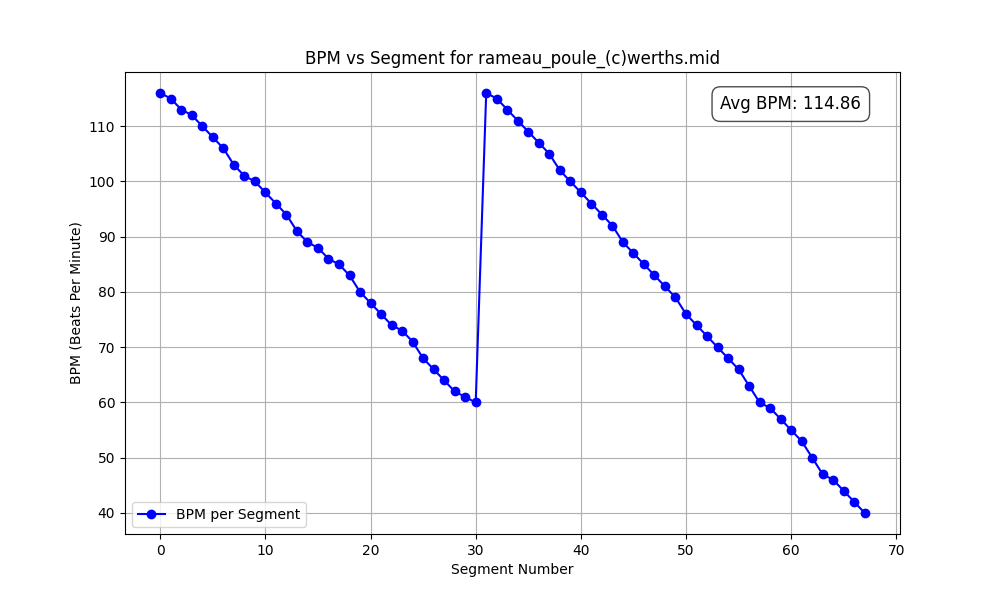 BPM vs Segment for rameau_poule_(c)werths.mid
Avg BPM: 114.86
BPM (Beats Per Minute)
110
100
90
80
70
60
50
40
BPM per Segment
0 10 20 30 40 50 60 70
Segment Number